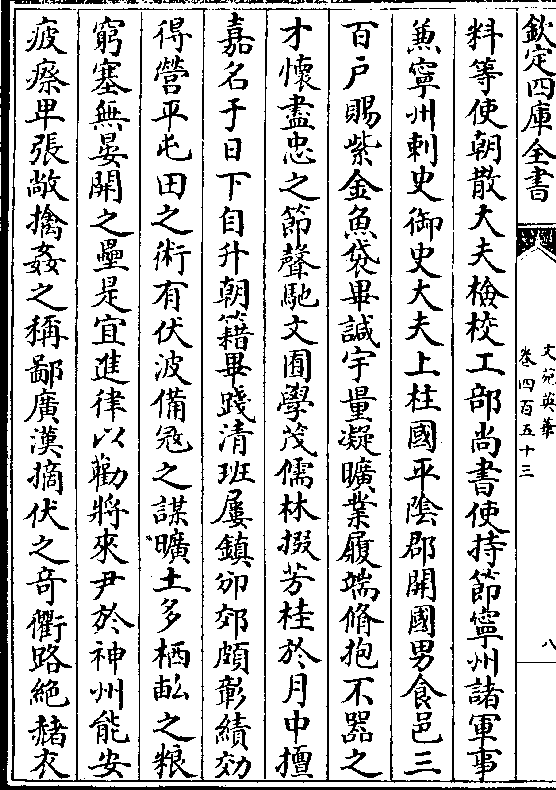 欽定四庫全書
文苑英華
卷四百五十三
八
料等使朝散大夫檢校工部尚書使持節寧州諸軍事
兼寧州刺史御史大夫上柱國平陰郡開國男食邑三
百戶賜紫金魚袋畢諴宇量凝曠業履端脩抱不器之
才懷盡忠之節聲馳文囿學茂儒林掇芳桂於月中擅
嘉名于日下自升朝籍畢踐清班屢鎮邠郊頗彰績効
得營平屯田之術有伏波備冦之謀曠土多栖畝之粮
窮塞無晏開之壘是宜進律以勸將來尹於神州能安
疲瘵卑張敞擒姦之稱鄙廣漢摘伏之奇衢路絶赭衣